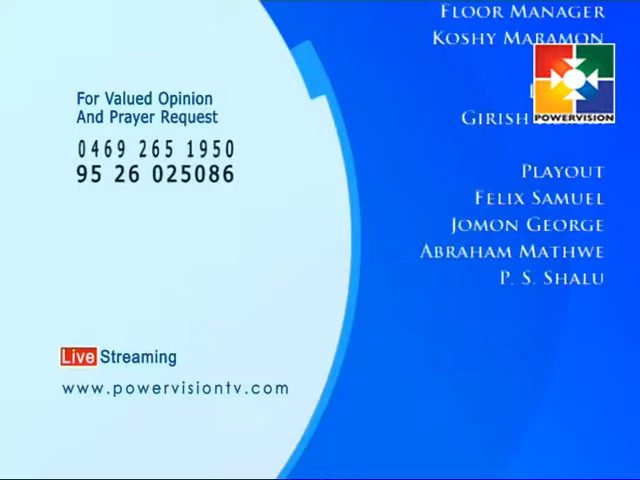 For Valued Opinion
And Prayer Request
0469 265 1950
95 26 025086
Live Streaming
www.powervisiontv.com
FLOOR MANAGER
KOSHY MARAMON
GIRISH
POWERVISION
PLAYOUT
FELIX SAMUEL
JOMON GEORGE
ABRAHAM MATHWE
P. S. SHALU